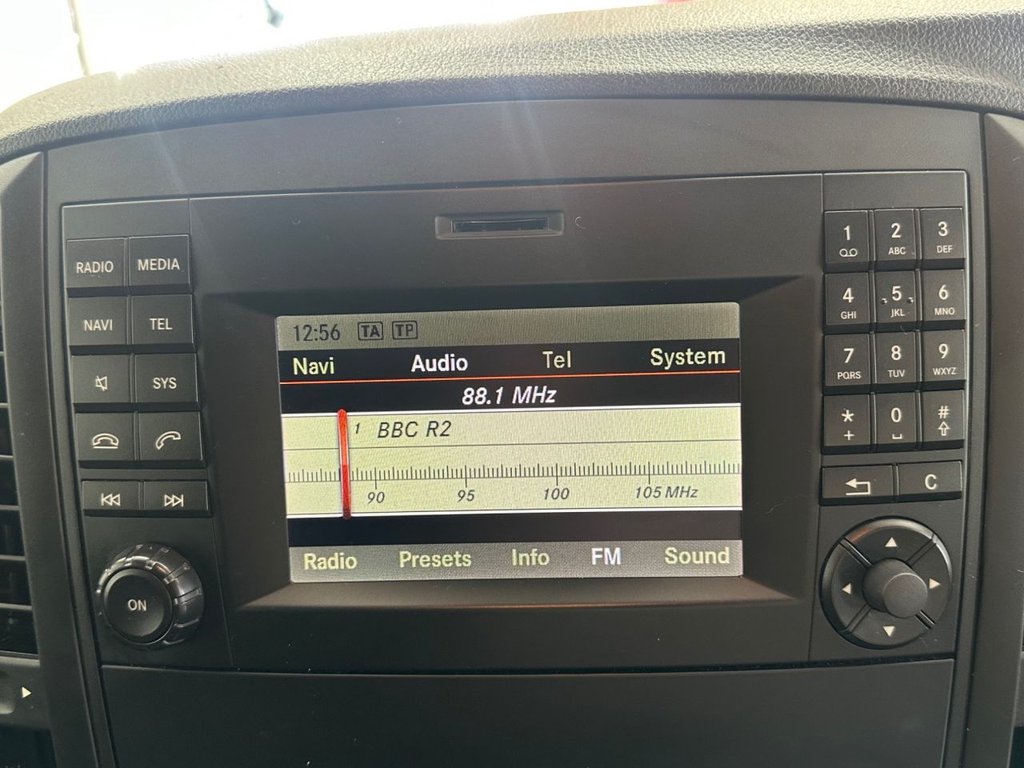 RADIO MEDIA
NAVI TEL
SYS
ON
12:56 TA TP
Navi Audio Tel System
88.1 MHz
1 BBC R2
90 95 100 105 MHz
Radio Presets Info FM Sound
1 2 3
ABC DEF
4 5 6
GHI JKL MNO
7 8 9
PQRS TUV WXYZ
* 0 #
+
C